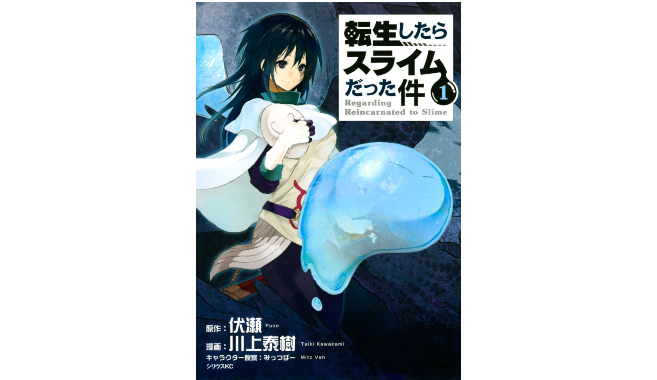 転生したら
スライム
だった件 1
Regarding
Reincarnated to Slime
原作：伏瀬 Fuse
漫画：川上泰樹 Taiki Kawakami
キャラクター原案：みっつばー Mitz Vah
シリウスKC